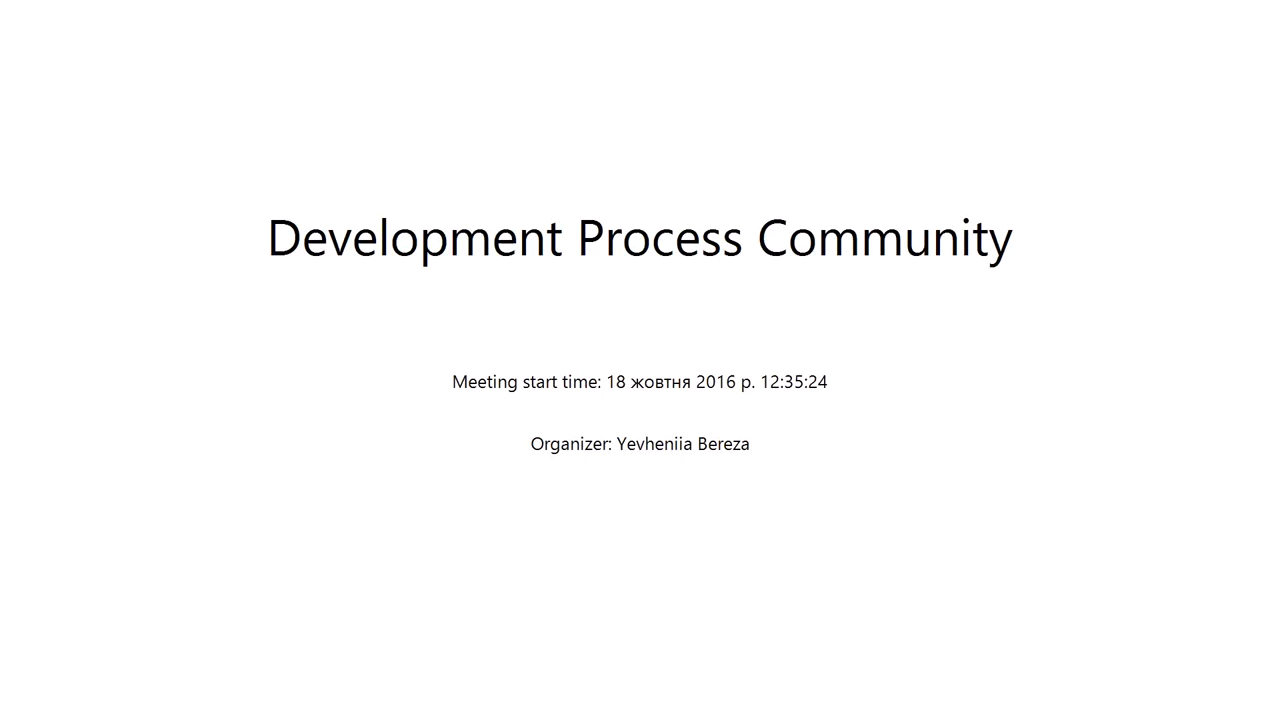 Development Process Community
Meeting start time: 18 жовтня 2016 р. 12:35:24
Organizer: Yevheniia Bereza